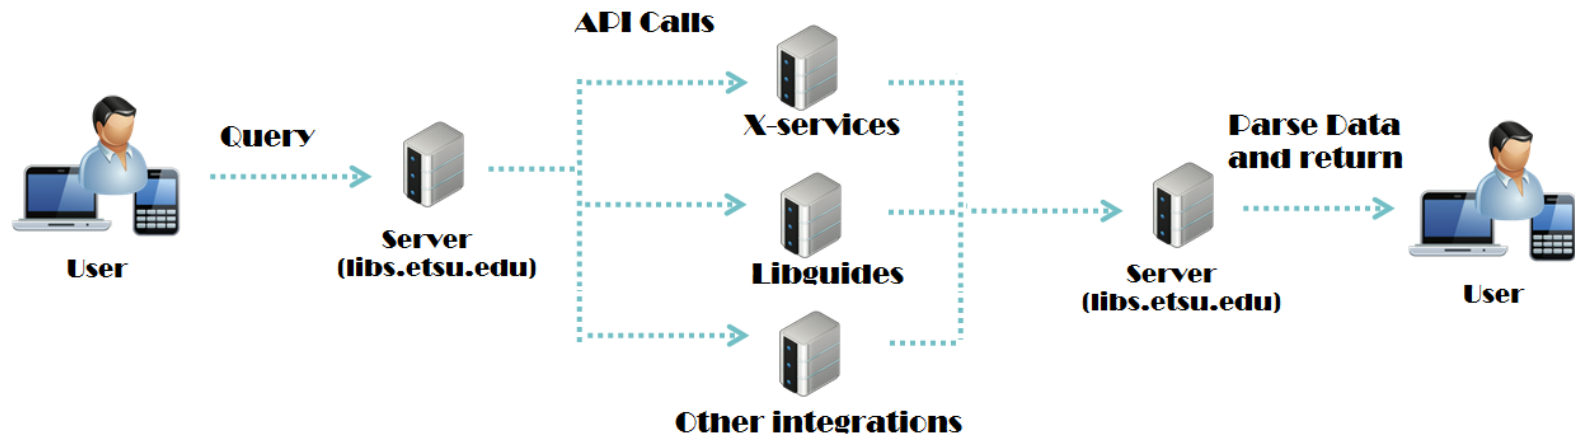 API Calls
X-services
Query
Parse Data
and return
Server
(libs.etsu.edu)
User
Libguides
Server
(libs.etsu.edu)
User
Other integrations